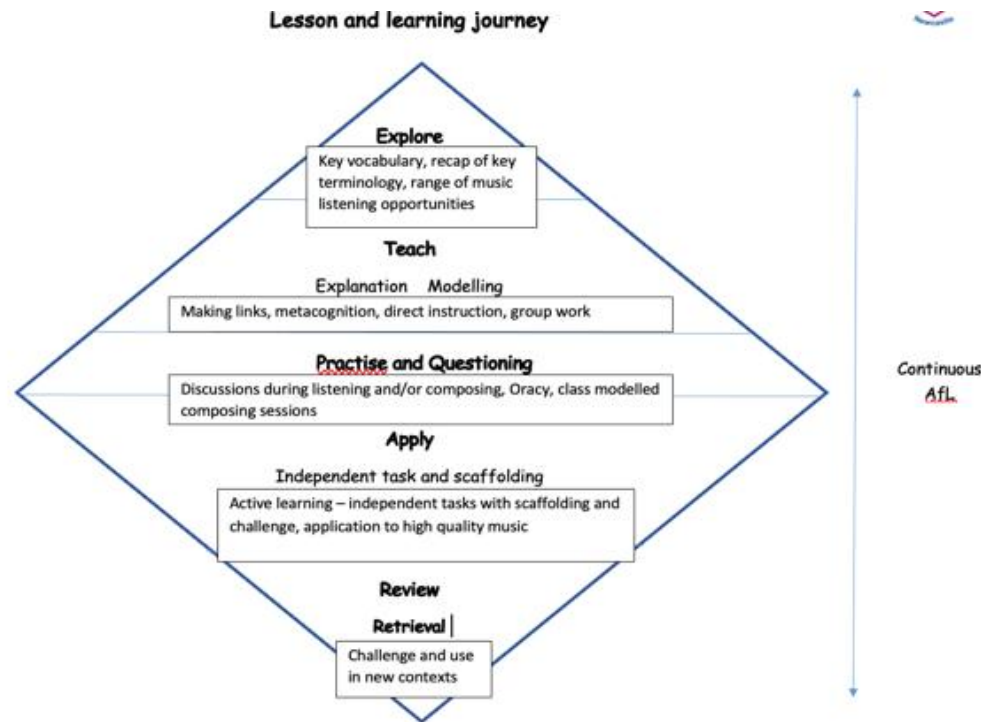 Lesson and learning journey
Explore
Key vocabulary, recap of key
terminology, range of music
listening opportunities
Teach
Explanation Modelling
Making links, metacognition, direct instruction, group work
Practise and Questioning
Discussions during listening and/or composing, Oracy, class modelled
composing sessions
Continuous
AfL
Apply
Independent task and scaffolding
Active learning – independent tasks with scaffolding and
challenge, application to high quality music
Review
Retrieval
Challenge and use
in new contexts